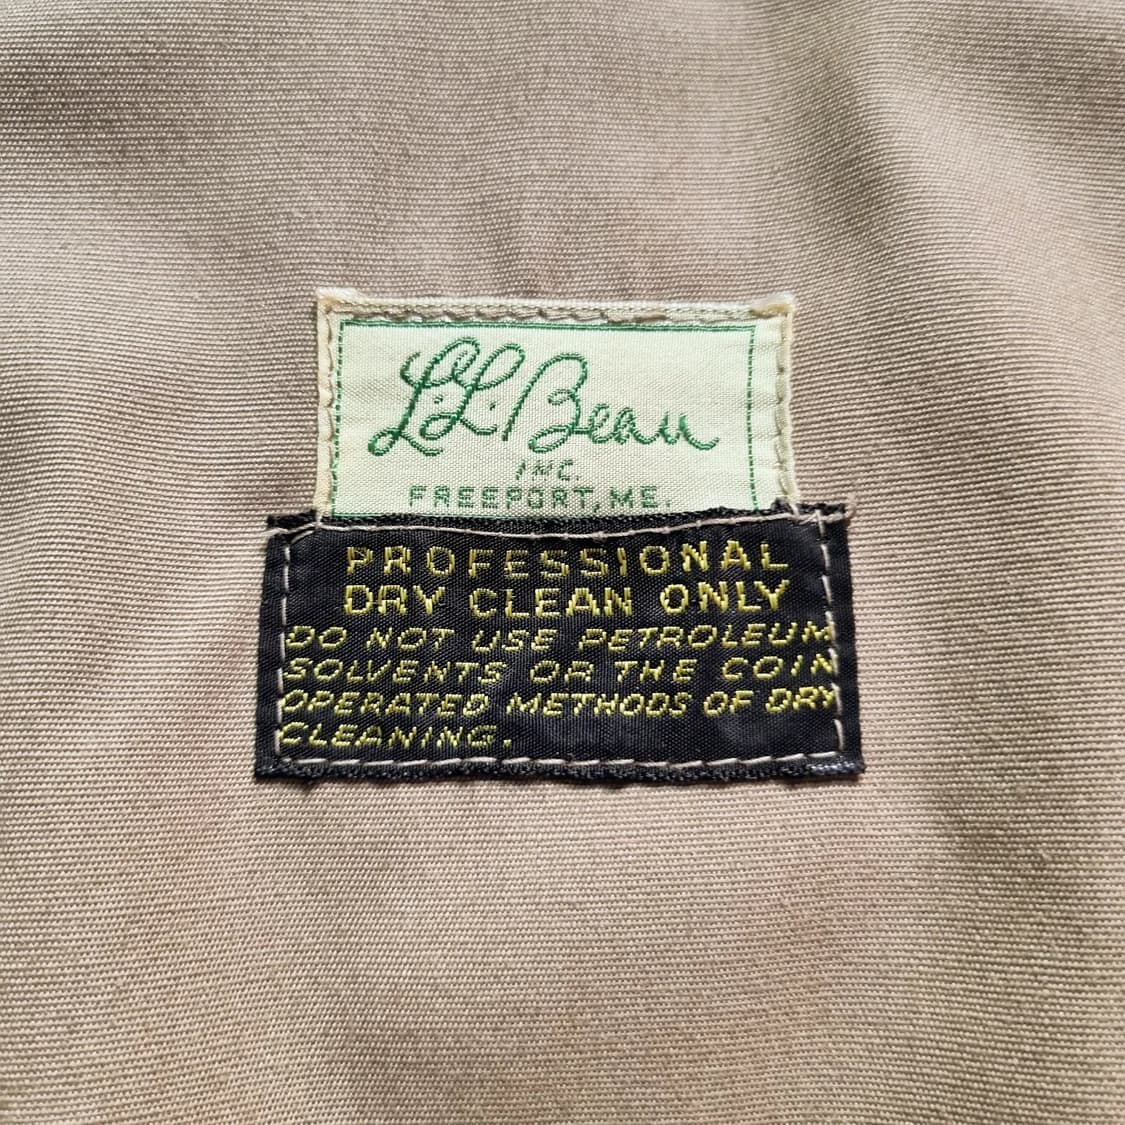 L.L. Bean
INC.
FREEPORT, ME.
PROFESSIONAL
DRY CLEAN ONLY
DO NOT USE PETROLEUM
SOLVENTS OR THE COIN
OPERATED METHODS OF DRY
CLEANING.